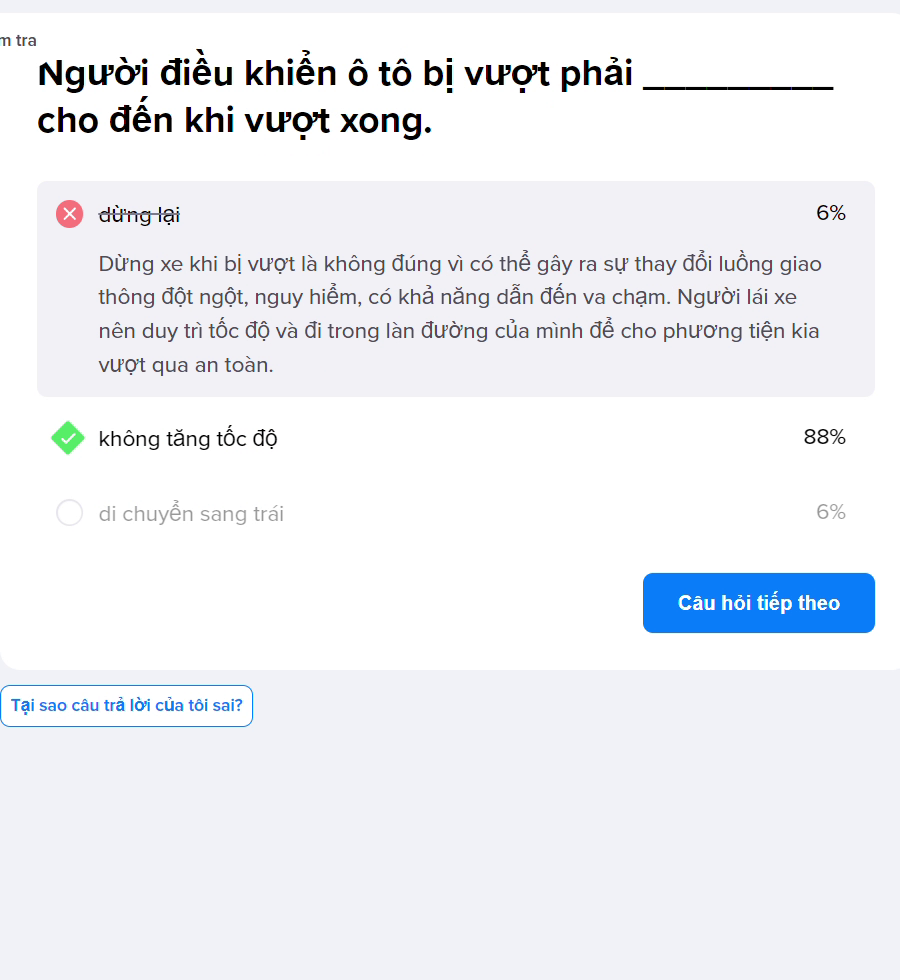 m tra
Người điều khiển ô tô bị vượt phải _________
cho đến khi vượt xong.
dừng lại 6%
Dừng xe khi bị vượt là không đúng vì có thể gây ra sự thay đổi luồng giao
thông đột ngột, nguy hiểm, có khả năng dẫn đến va chạm. Người lái xe
nên duy trì tốc độ và đi trong làn đường của mình để cho phương tiện kia
vượt qua an toàn.
không tăng tốc độ 88%
di chuyển sang trái 6%
Câu hỏi tiếp theo
Tại sao câu trả lời của tôi sai?